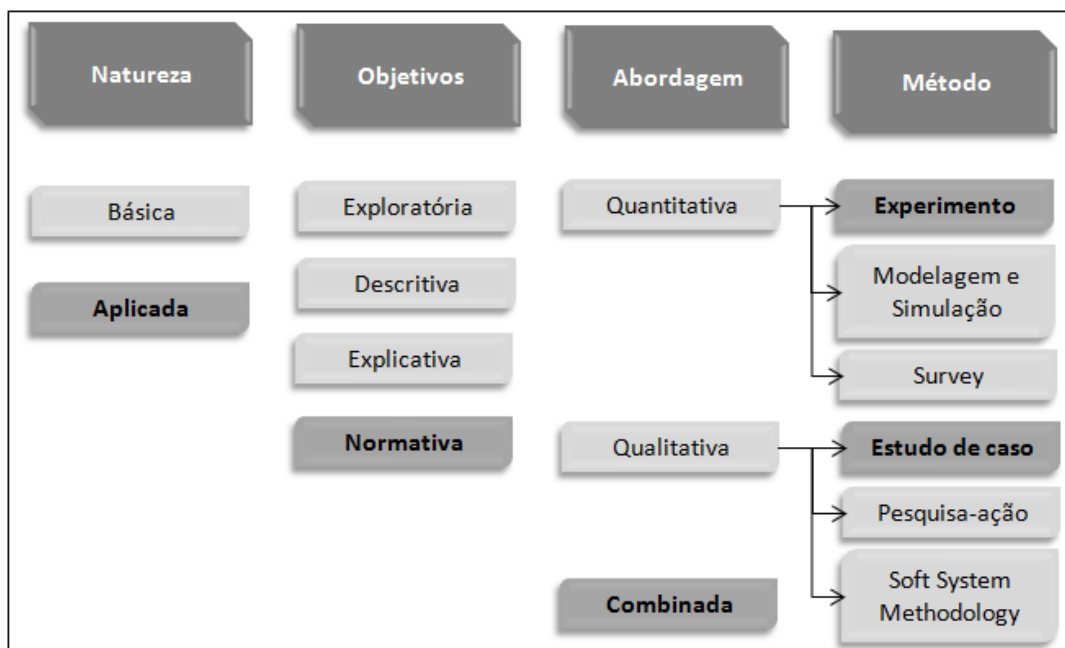 Natureza
Objetivos
Abordagem
Método
Básica
Exploratória
Quantitativa
Experimento
Aplicada
Descritiva
Modelagem e
Simulação
Explicativa
Survey
Normativa
Qualitativa
Estudo de caso
Pesquisa-ação
Combinada
Soft System
Methodology